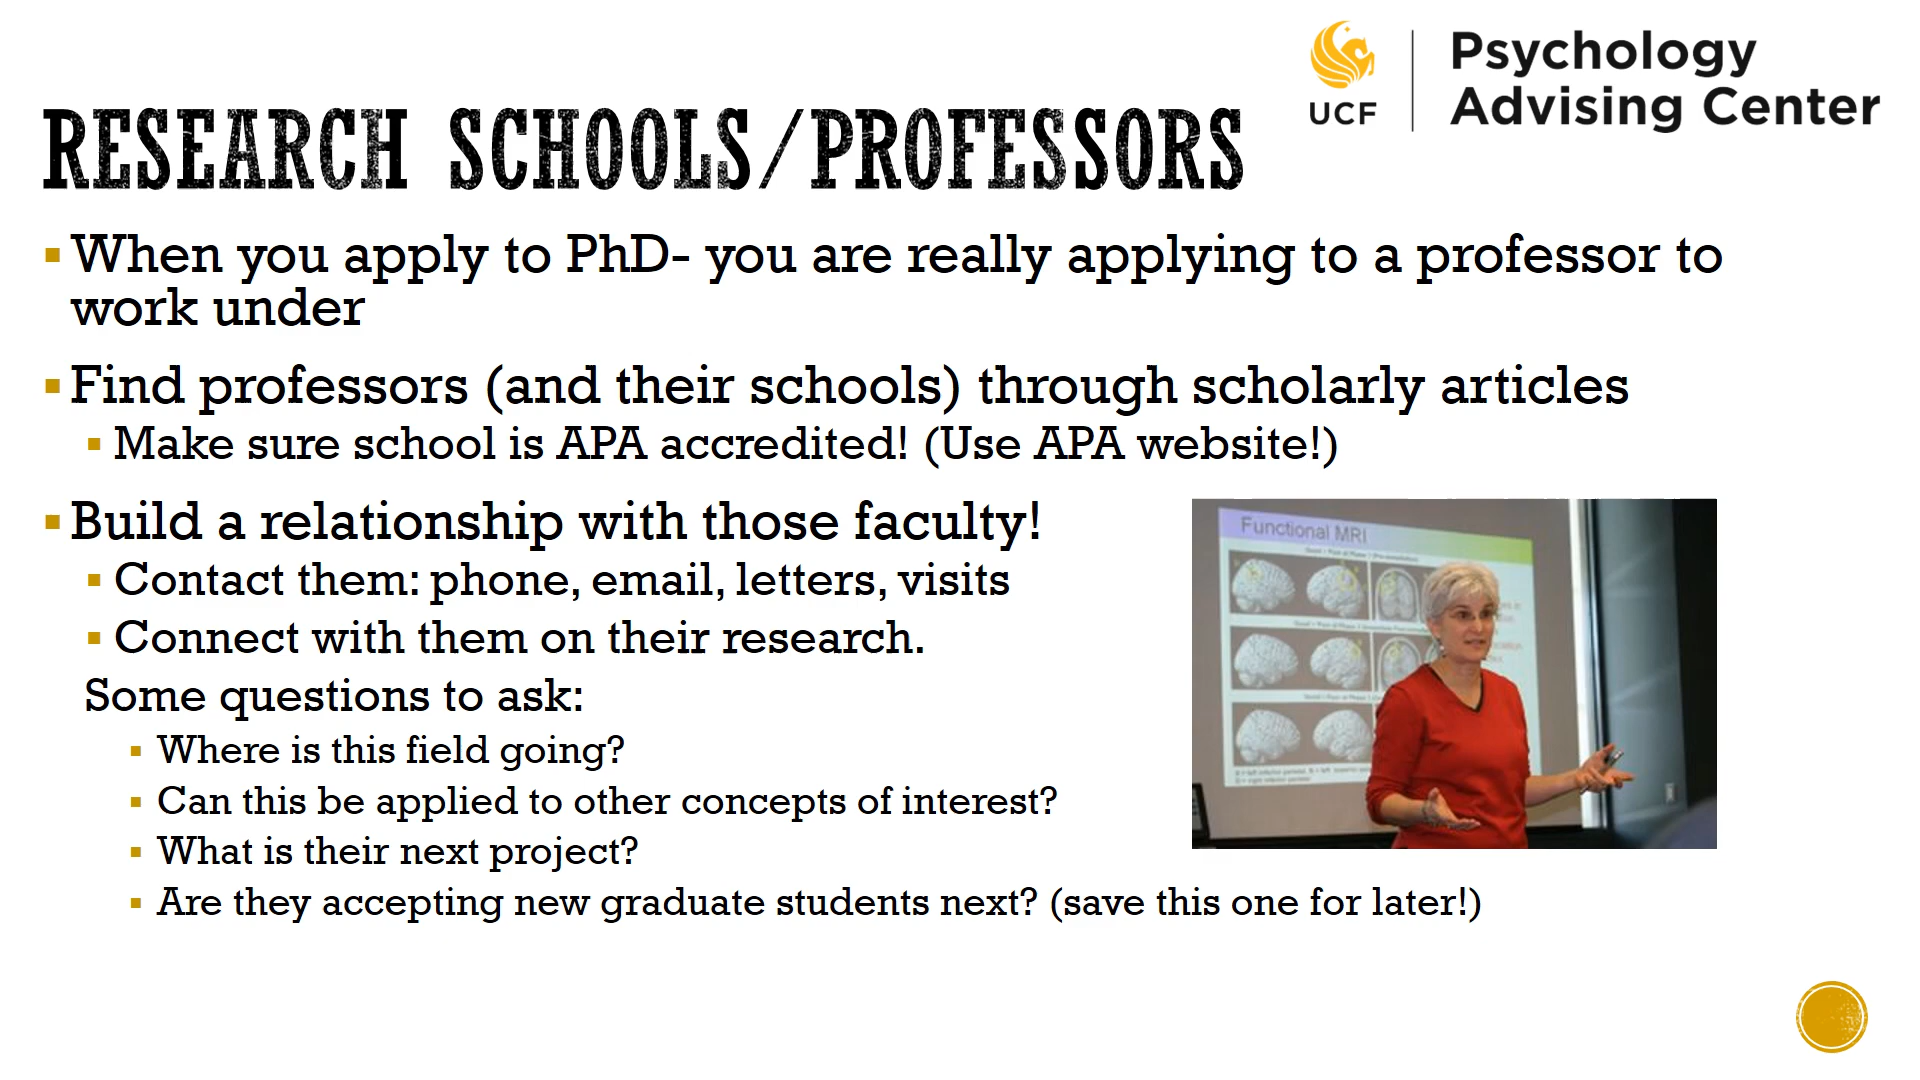 UCF
Psychology
Advising Center
RESEARCH SCHOOLS/PROFESSORS
When you apply to PhD- you are really applying to a professor to
work under
Find professors (and their schools) through scholarly articles
Make sure school is APA accredited! (Use APA website!)
Build a relationship with those faculty!
Contact them: phone, email, letters, visits
Connect with them on their research.
Some questions to ask:
Where is this field going?
Can this be applied to other concepts of interest?
What is their next project?
Are they accepting new graduate students next? (save this one for later!)
Functional MRI